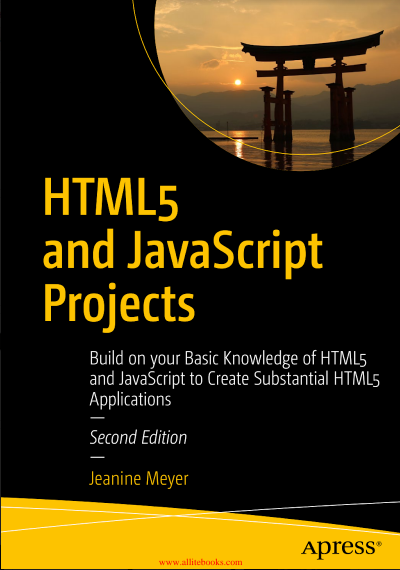 HTML5
and JavaScript
Projects
Build on your Basic Knowledge of HTML5
and JavaScript to Create Substantial HTML5
Applications
—
Second Edition
—
Jeanine Meyer
Apress®
www.allitebooks.com